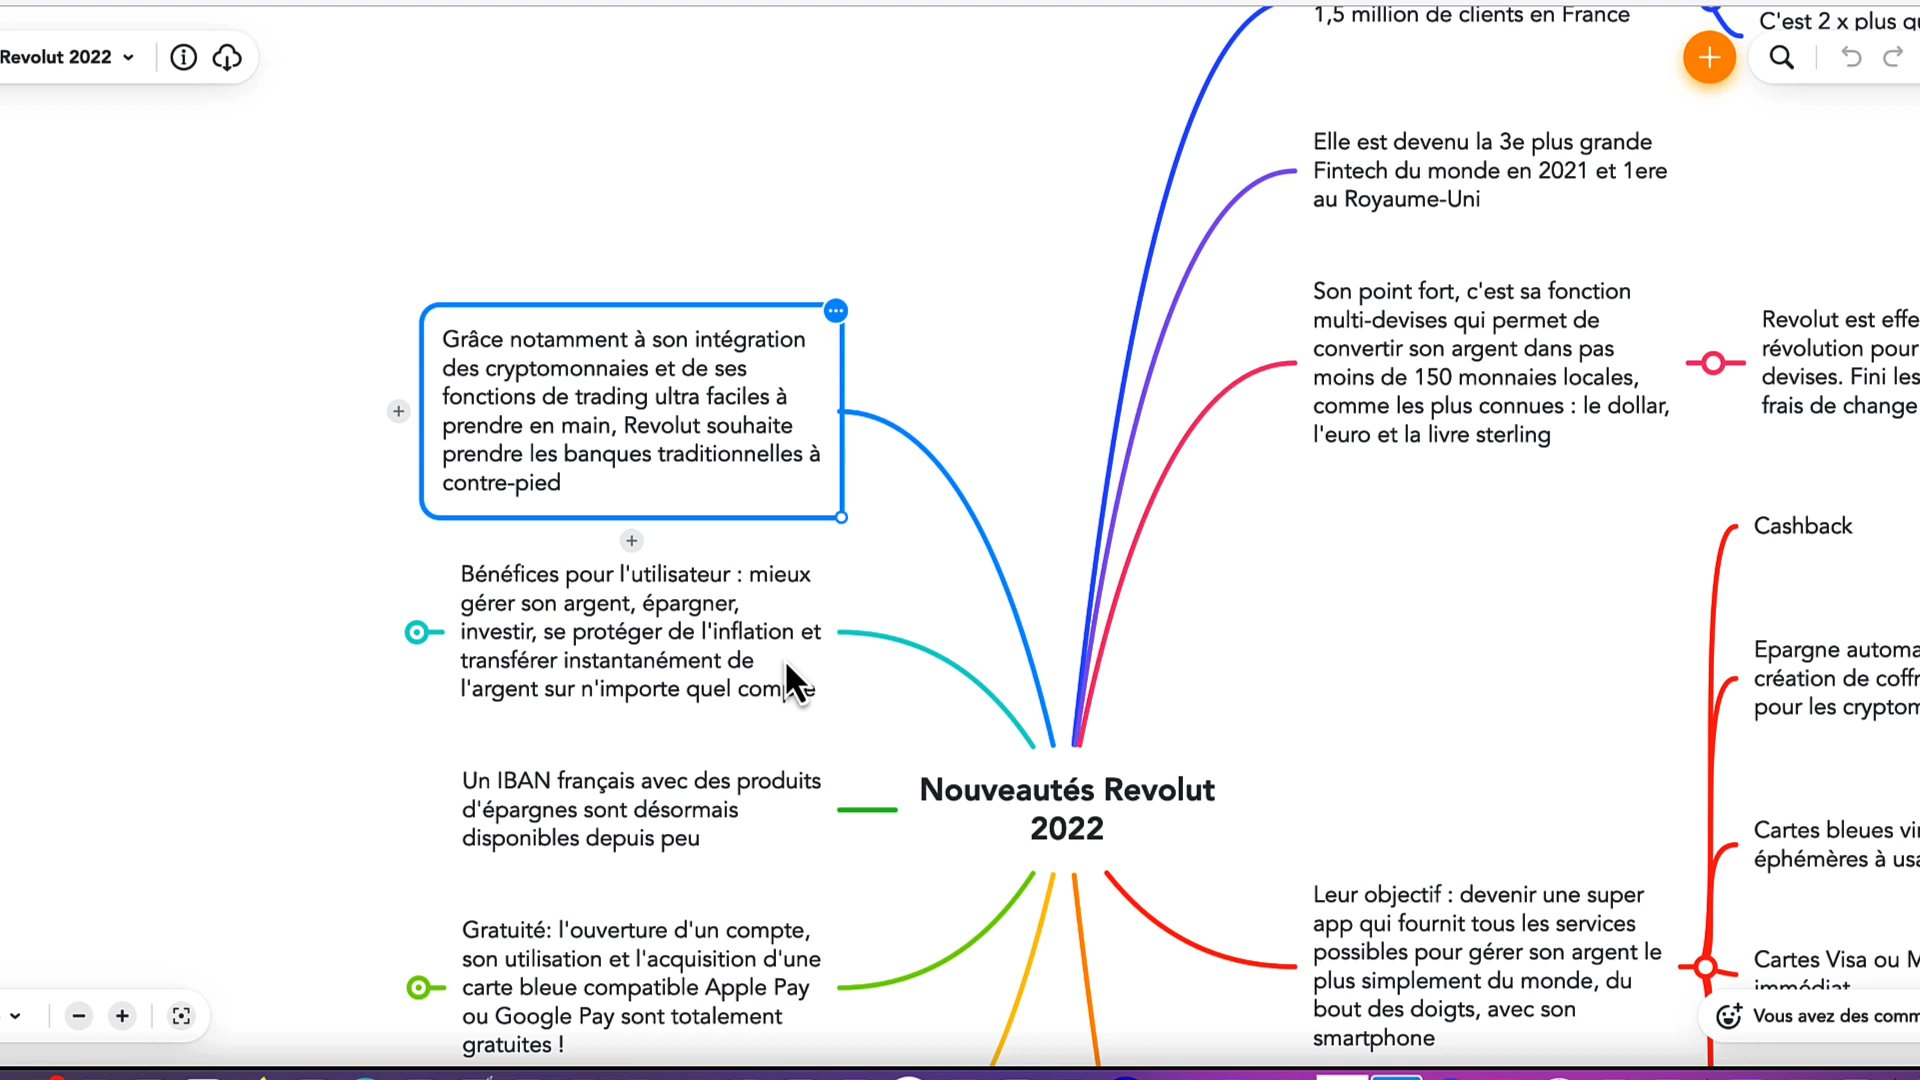 1,5 million de clients en France
C'est 2 x plus
Revolut 2022
Elle est devenu la 3e plus grande
Fintech du monde en 2021 et 1ere
au Royaume-Uni
Grâce notamment à son intégration
des cryptomonnaies et de ses
fonctions de trading ultra faciles à
prendre en main, Revolut souhaite
prendre les banques traditionnelles à
contre-pied
Son point fort, c'est sa fonction
multi-devises qui permet de
convertir son argent dans pas
moins de 150 monnaies locales,
comme les plus connues : le dollar,
l'euro et la livre sterling
Revolut est
révolution pour
devises. Fini les
frais de change
Bénéfices pour l'utilisateur : mieux
gérer son argent, épargner,
investir, se protéger de l'inflation et
transférer instantanément de
l'argent sur n'importe quel
Cashback
Epargne
création de
pour les
Un IBAN français avec des produits
d'épargnes sont désormais
disponibles depuis peu
Nouveautés Revolut
2022
Cartes bleues
éphémères à
Gratuité: l'ouverture d'un compte,
son utilisation et l'acquisition d'une
carte bleue compatible Apple Pay
ou Google Pay sont totalement
gratuites !
Leur objectif : devenir une super
app qui fournit tous les services
possibles pour gérer son argent le
plus simplement du monde, du
bout des doigts, avec son
smartphone
Cartes Visa ou
immédiat
Vous avez des